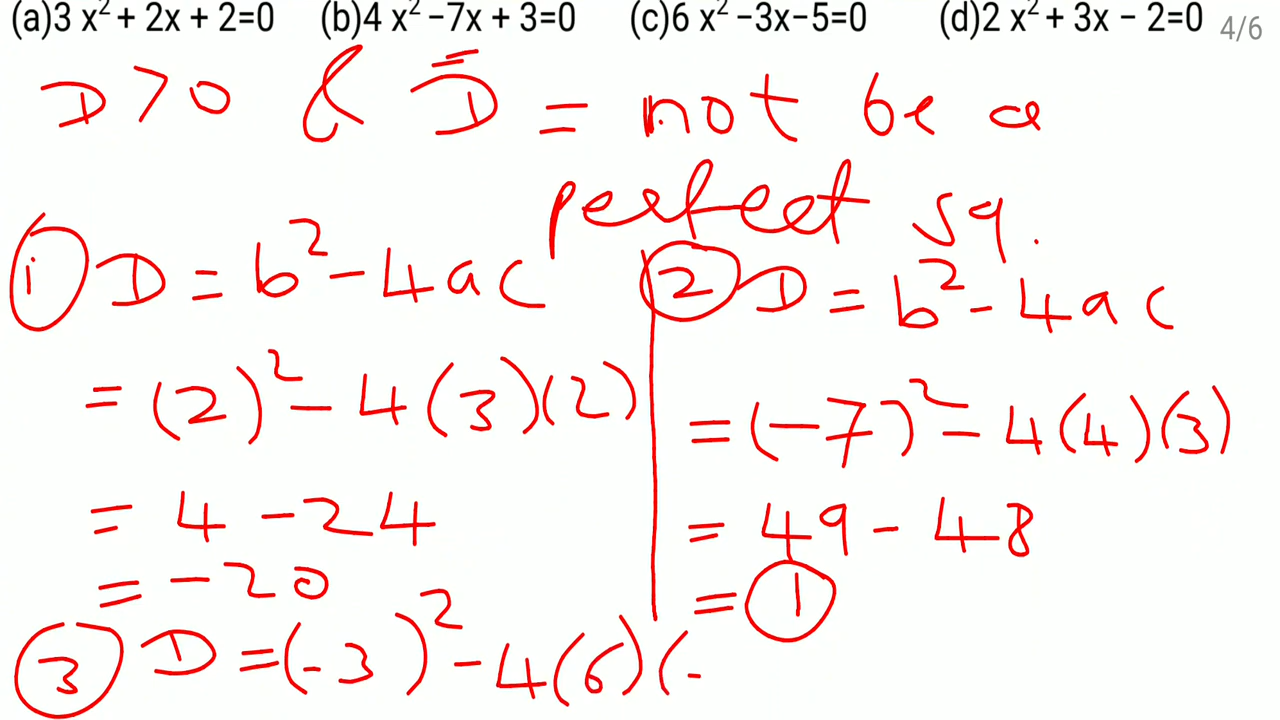 (a)3 x² + 2x + 2=0 (b)4 x² −7x + 3=0 (c)6 x² −3x−5=0 (d)2 x² + 3x − 2=0 4/6
D > 0 & D = not be a
perfect sq.
① D = b² − 4ac
= (2)² − 4(3)(2)
= 4 − 24
= −20
② D = b² − 4ac
= (−7)² − 4(4)(3)
= 49 − 48
= 1
③ D = (−3)² − 4(6)(-